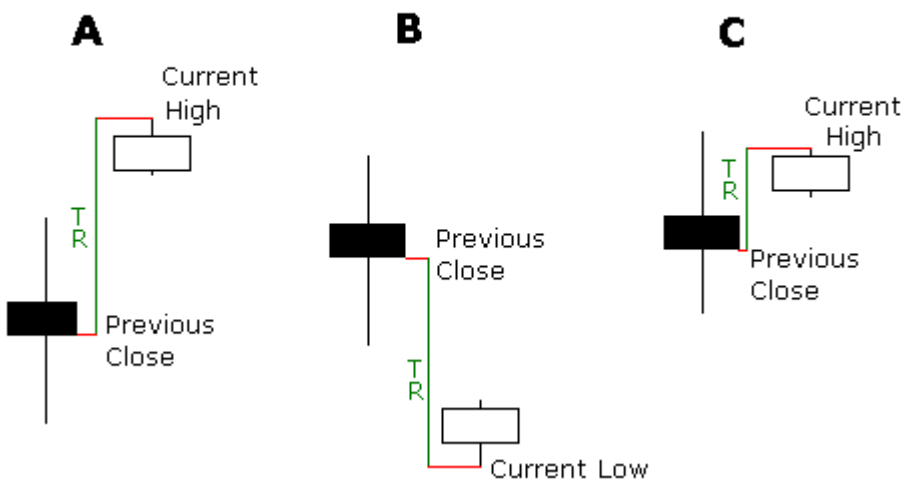 A
B
C
Current
High
T
R
Previous
Close
Previous
Close
T
R
Current Low
Current
High
T
R
Previous
Close